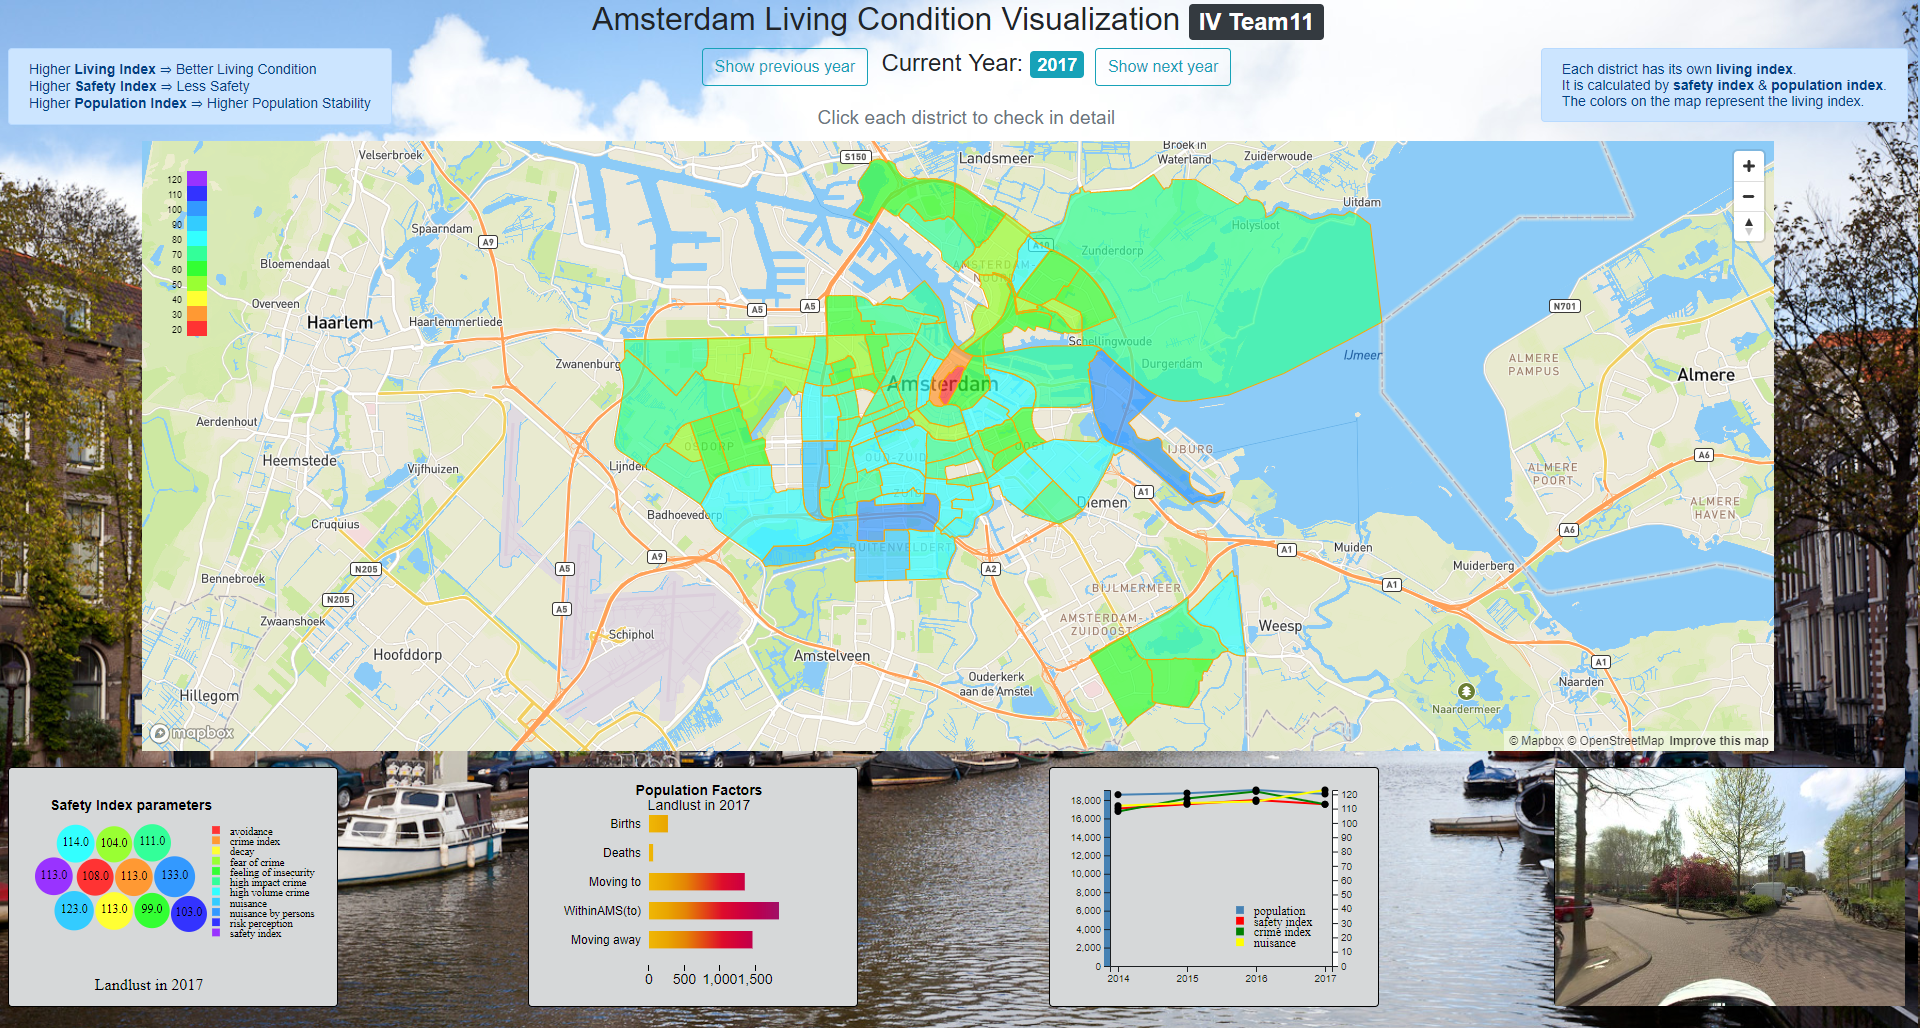 Amsterdam Living Condition Visualization IV Team11
Show previous year Current Year: 2017 Show next year
Click each district to check in detail
Higher Living Index ⇒ Better Living Condition
Higher Safety Index ⇒ Less Safety
Higher Population Index ⇒ Higher Population Stability
Each district has its own living index.
It is calculated by safety index & population index.
The colors on the map represent the living index.
120
110
100
90
80
70
60
50
40
30
20
Velserbroek
S150
Landsmeer
Broek in
Waterland
Zuiderwoude
Uitdam
Holysloot
Spaarndam
A9
A10
Zunderdorp
AMSTERDAM-
NOORD
Bloemendaal
Overveen
Haarlem
Haarlemmerliede
A5
A5
N701
Schellingwoude
IJmeer
Durgerdam
ALMERE
PAMPUS
Almere
Zwanenburg
Amsterdam
Aerdenhout
OSDORP
OOST
IJBURG
OUD-ZUID
Heemstede
Vijfhuizen
Lijnden
A6
ALMERE
POORT
ALMERE
HAVEN
ZUID
A1
Diemen
Badhoevedorp
Cruquius
A6
BUITENVELDERT
A9
A1
Muiden
N205
A5
A2
Muiderberg
Bennebroek
BIJLMERMEER
A1
N205
A5
Zwaanshoek
AMSTERDAM-
ZUIDOOST
Weesp
Schiphol
Hoofddorp
Amstelveen
A1
Ouderkerk
aan de Amstel
Naarden
Hillegom
Naardermeer
mapbox
© Mapbox © OpenStreetMap Improve this map
Safety Index parameters
114.0 104.0 111.0
113.0 108.0 113.0 133.0
123.0 113.0 99.0 103.0
avoidance
crime index
decay
fear of crime
feeling of insecurity
high impact crime
high volume crime
nuisance
nuisance by persons
risk perception
safety index
Landlust in 2017
Population Factors
Landlust in 2017
Births
Deaths
Moving to
WithinAMS(to)
Moving away
0 500 1,000 1,500
18,000
16,000
14,000
12,000
10,000
8,000
6,000
4,000
2,000
0
120
110
100
90
80
70
60
50
40
30
20
10
0
population
safety index
crime index
nuisance
2014 2015 2016 2017